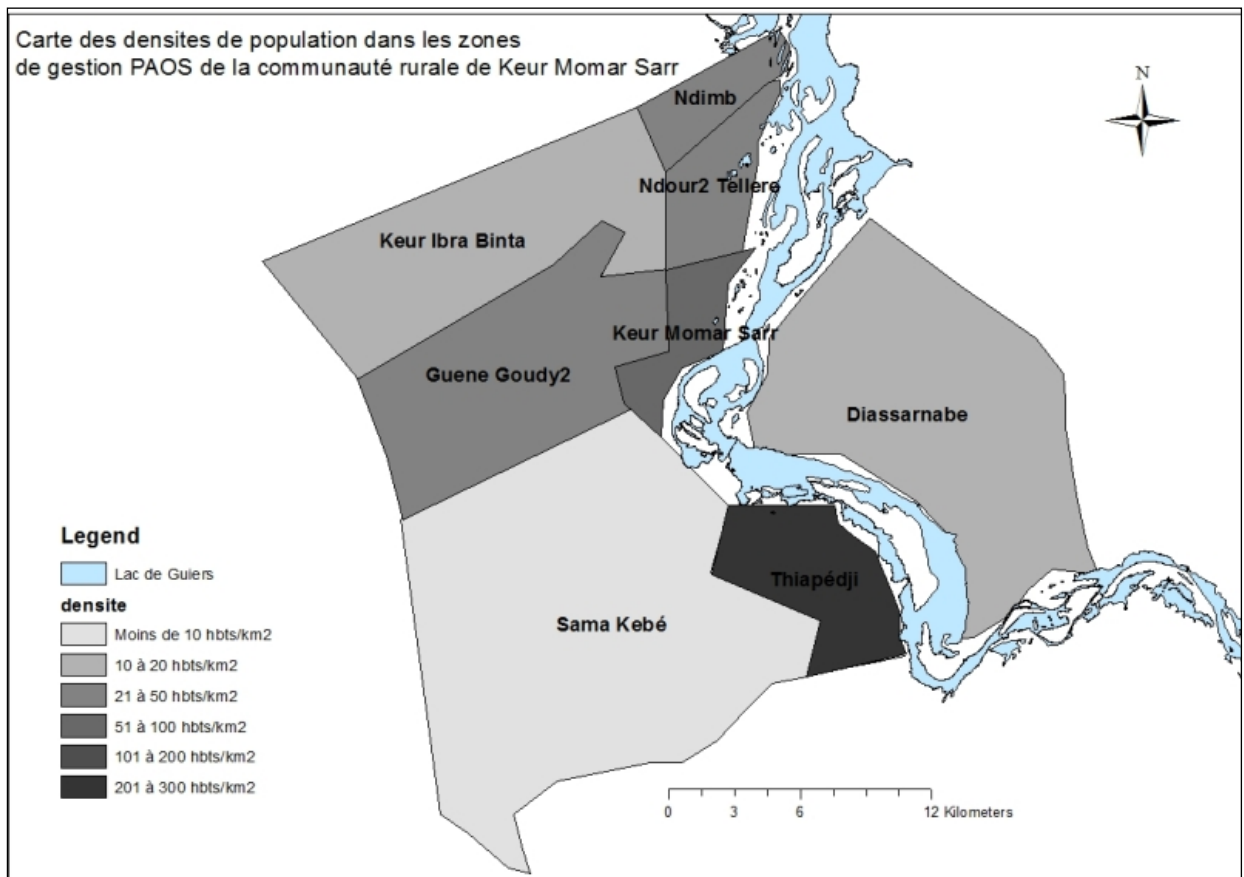 Carte des densites de population dans les zones
de gestion PAOS de la communauté rurale de Keur Momar Sarr
N
Ndimb
Ndour2 Tellere
Keur Ibra Binta
Keur Momar Sarr
Guene Goudy2
Diassarnabe
Thiapédji
Sama Kebé
Legend
Lac de Guiers
densite
Moins de 10 hbts/km2
10 à 20 hbts/km2
21 à 50 hbts/km2
51 à 100 hbts/km2
101 à 200 hbts/km2
201 à 300 hbts/km2
0 3 6 12 Kilometers